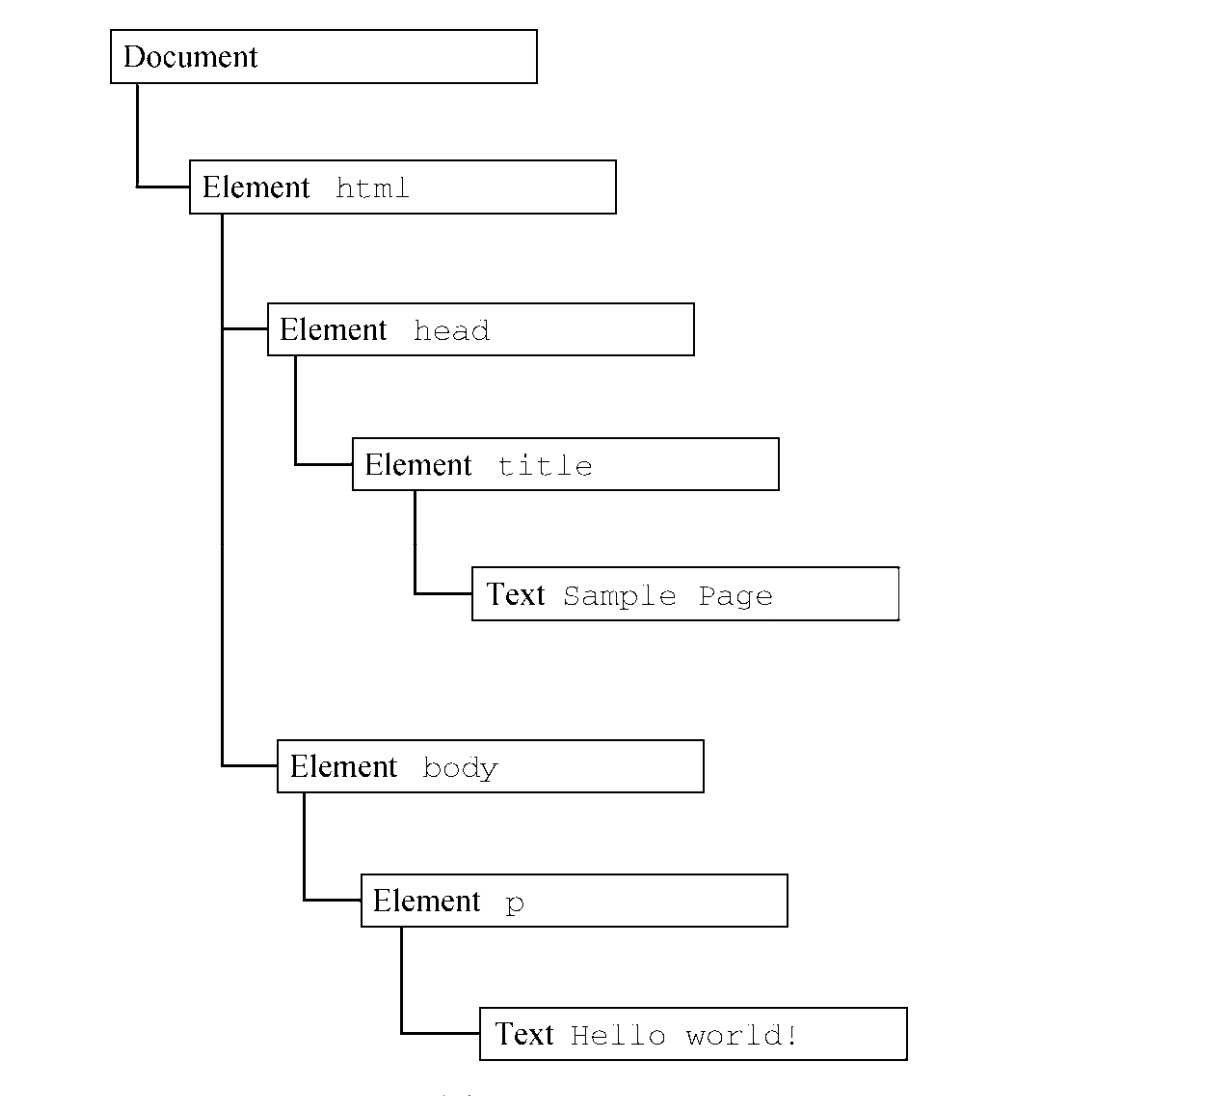 Document
Element html
Element head
Element title
Text Sample Page
Element body
Element p
Text Hello world!